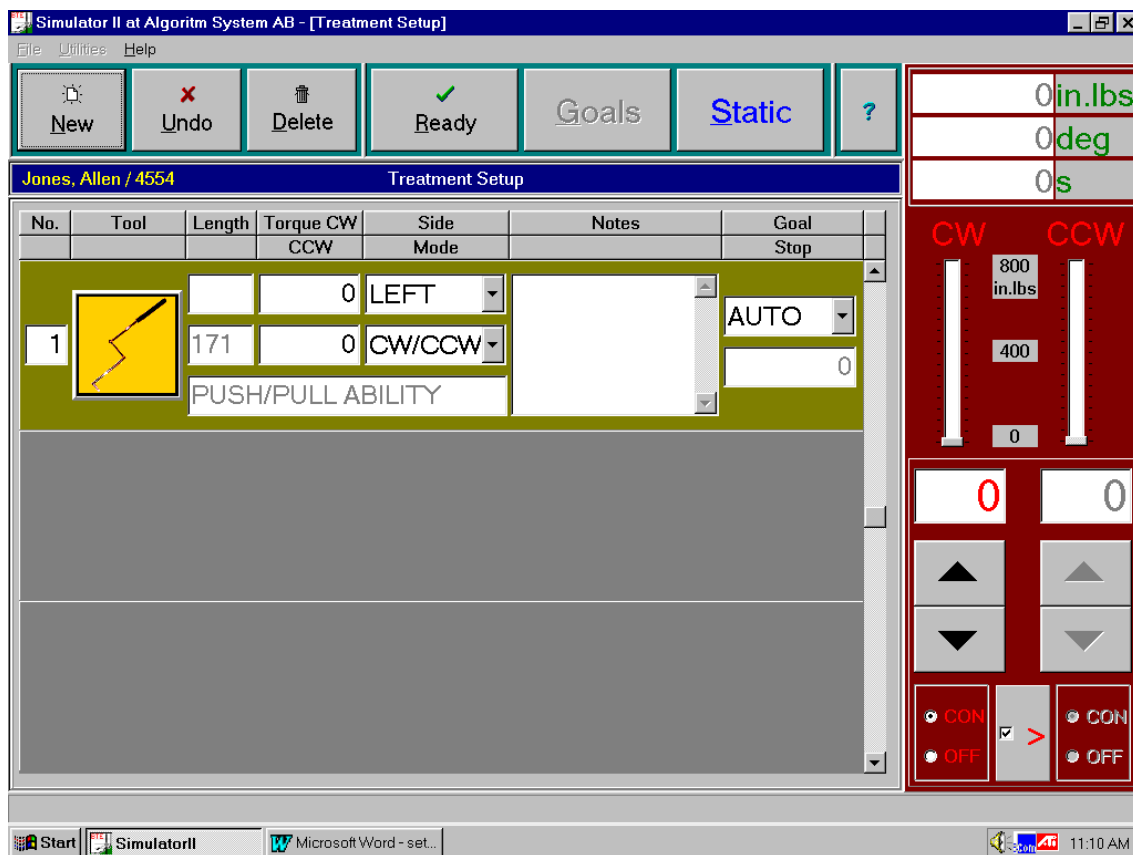 Simulator II at Algoritm System AB - [Treatment Setup]
File Utilities Help
New Undo Delete Ready Goals Static ?
0 in.lbs
0 deg
0 s
Jones, Allen / 4554 Treatment Setup
No. Tool Length Torque CW Side Notes Goal
CCW Mode Stop
CW CCW
800
in.lbs
400
0
0 LEFT
AUTO
1 171 0 CW/CCW
0
PUSH/PULL ABILITY
0 0
CON > CON
OFF OFF
Start SimulatorII Microsoft Word - set... 11:10 AM